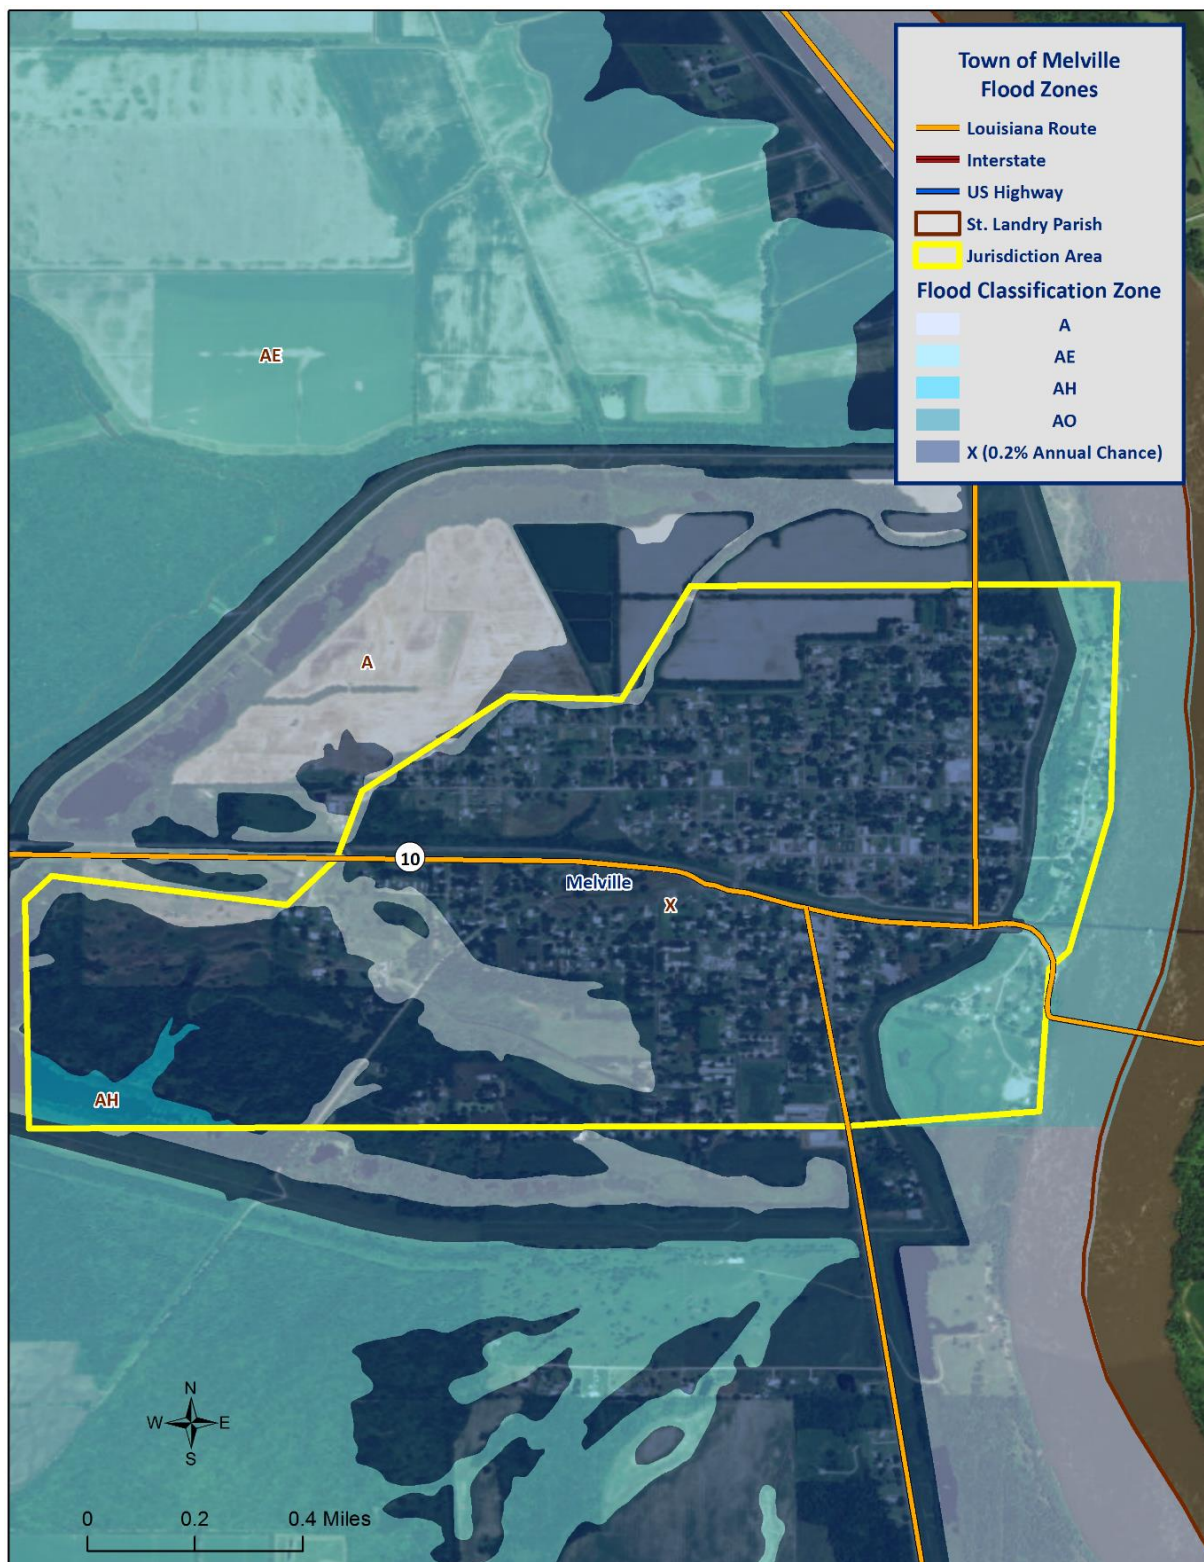 Town of Melville
Flood Zones
Louisiana Route
Interstate
US Highway
St. Landry Parish
Jurisdiction Area
Flood Classification Zone
A
AE
AH
AO
X (0.2% Annual Chance)
AE
A
10
Melville
X
AH
N
W E
S
0 0.2 0.4 Miles